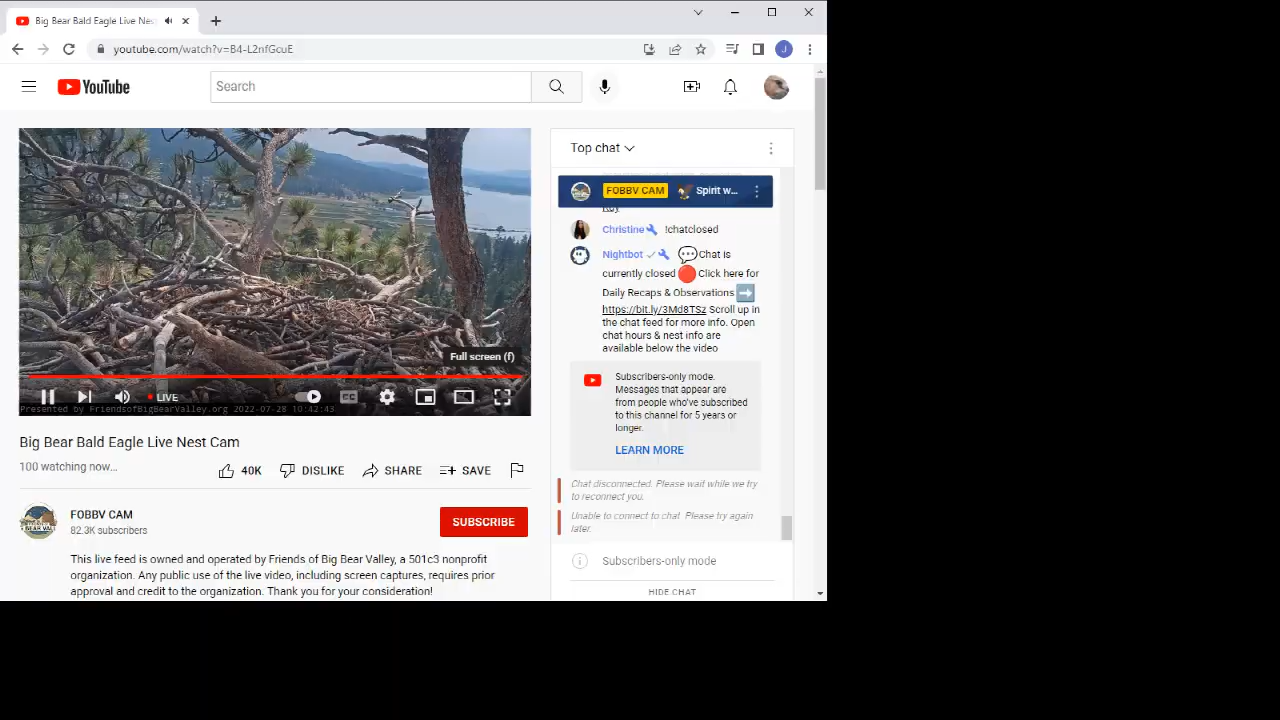 Big Bear Bald Eagle Live Nes
youtube.com/watch?v=B4-L2nfGcuE
J
YouTube
Search
Full screen (f)
LIVE
CC
Presented by FriendsofBigBearValley.org 2022-07-28 10:42:43
Big Bear Bald Eagle Live Nest Cam
100 watching now...
40K
DISLIKE
SHARE
SAVE
FOBBV CAM
82.3K subscribers
SUBSCRIBE
This live feed is owned and operated by Friends of Big Bear Valley, a 501c3 nonprofit
organization. Any public use of the live video, including screen captures, requires prior
approval and credit to the organization. Thank you for your consideration!
Top chat
FOBBV CAM Spirit w...
Christine !chatclosed
Nightbot Chat is
currently closed Click here for
Daily Recaps & Observations
https://bit.ly/3Md8TSz Scroll up in
the chat feed for more info. Open
chat hours & nest info are
available below the video
Subscribers-only mode.
Messages that appear are
from people who've subscribed
to this channel for 5 years or
longer.
LEARN MORE
Chat disconnected. Please wait while we try
to reconnect you.
Unable to connect to chat. Please try again
later.
Subscribers-only mode
HIDE CHAT